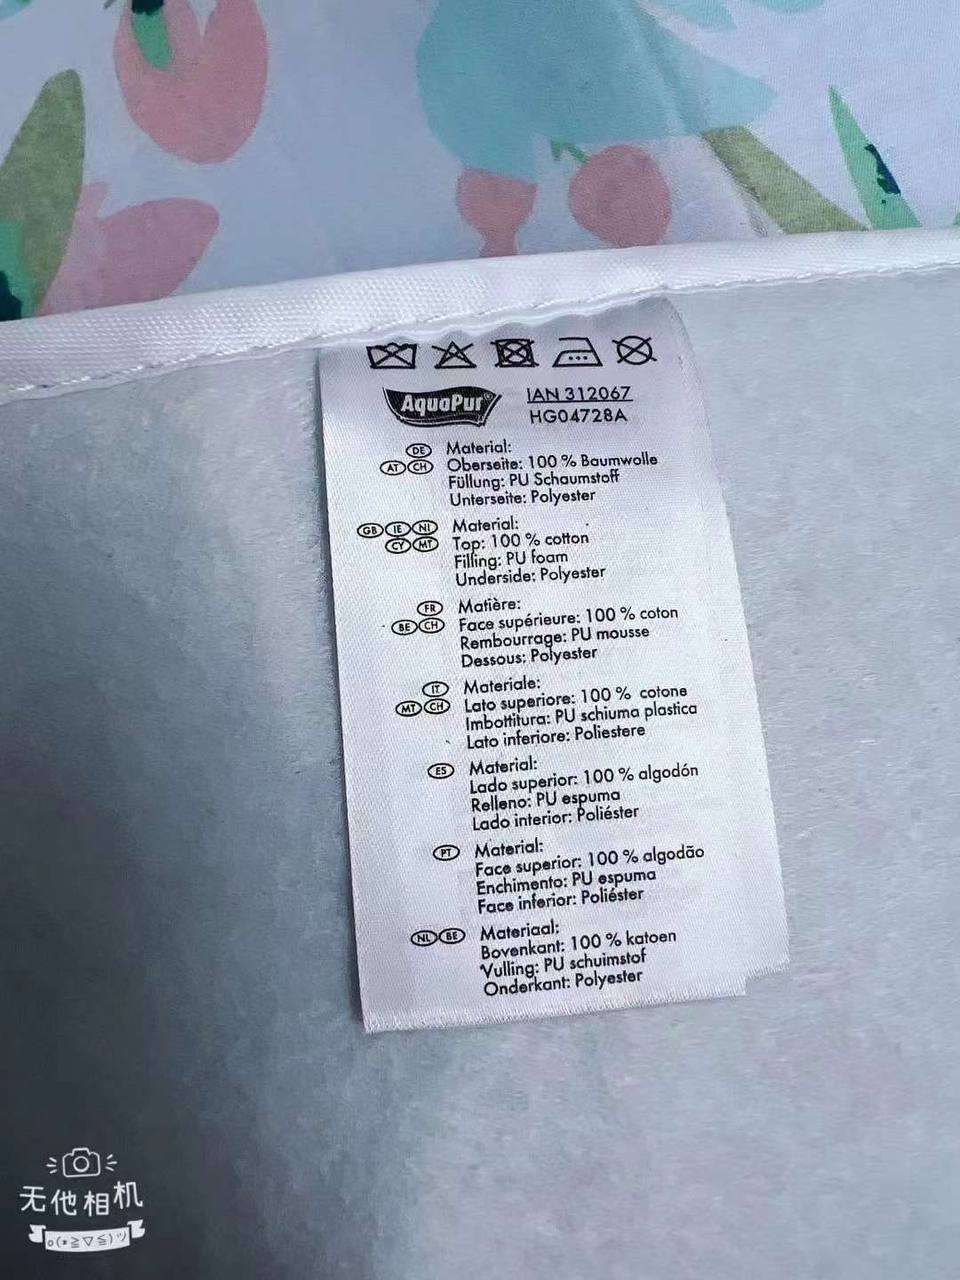 AquaPur
IAN 312067
HG04728A
DE
AT CH
Material:
Oberseite: 100 % Baumwolle
Füllung: PU Schaumstoff
Unterseite: Polyester
GB IE NI
CY MT
Material:
Top: 100 % cotton
Filling: PU foam
Underside: Polyester
FR
BE CH
Matière:
Face supérieure: 100 % coton
Rembourrage: PU mousse
Dessous: Polyester
IT
MT CH
Materiale:
Lato superiore: 100 % cotone
Imbottitura: PU schiuma plastica
Lato inferiore: Poliestere
ES
Material:
Lado superior: 100 % algodón
Relleno: PU espuma
Lado interior: Poliéster
PT
Material:
Face superior: 100 % algodão
Enchimento: PU espuma
Face inferior: Poliéster
NL BE
Materiaal:
Bovenkant: 100 % katoen
Vulling: PU schuimstof
Onderkant: Polyester
无他相机
o(*≧▽≦)ツ